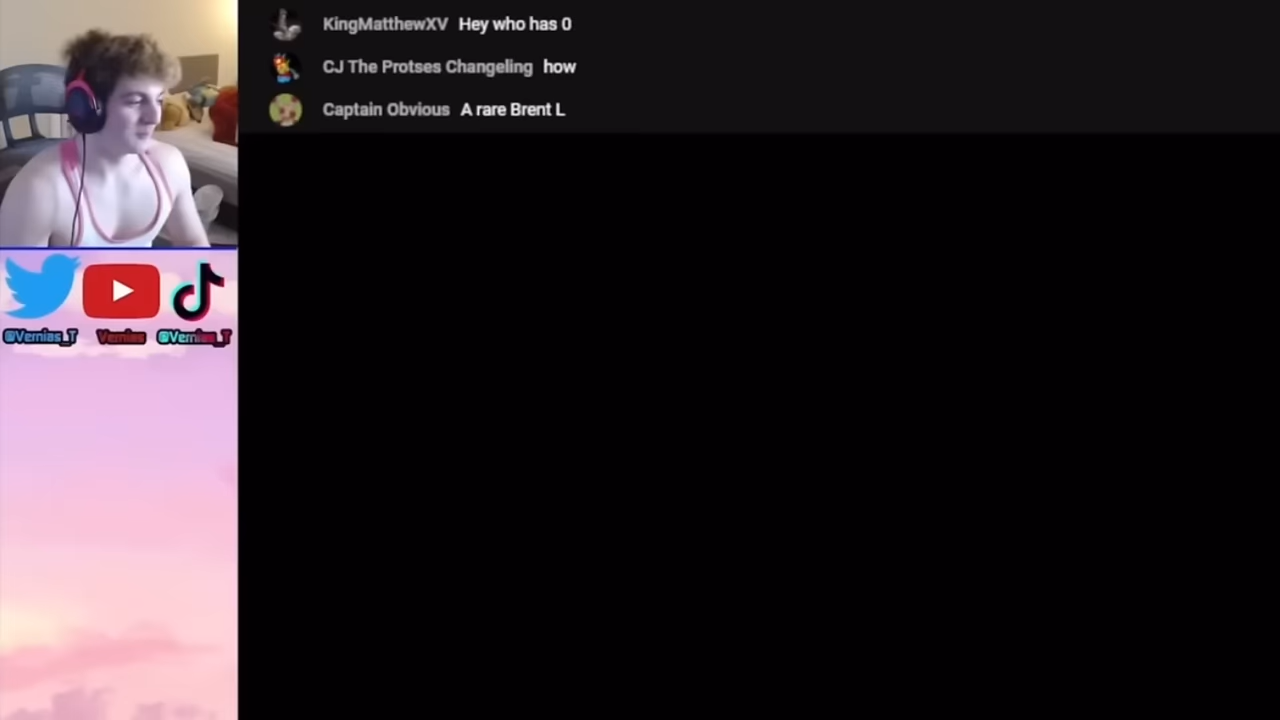 KingMatthewXV Hey who has 0
CJ The Protses Changeling how
Captain Obvious A rare Brent L
@Vernias_T Vernias @Vernias_T